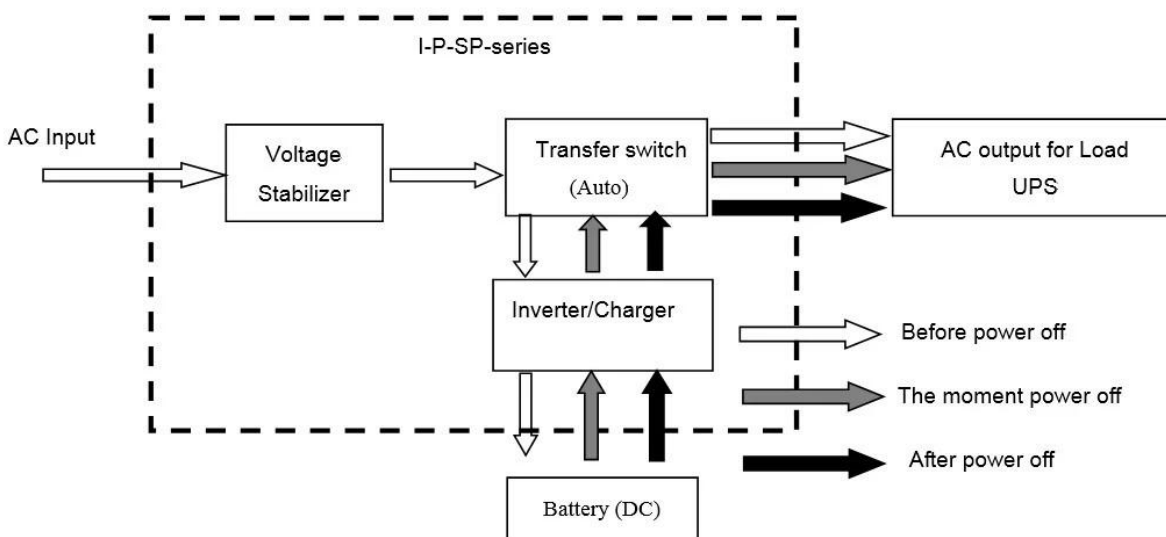 I-P-SP-series
AC Input
Voltage
Stabilizer
Transfer switch
(Auto)
AC output for Load
UPS
Inverter/Charger
Before power off
The moment power off
After power off
Battery (DC)